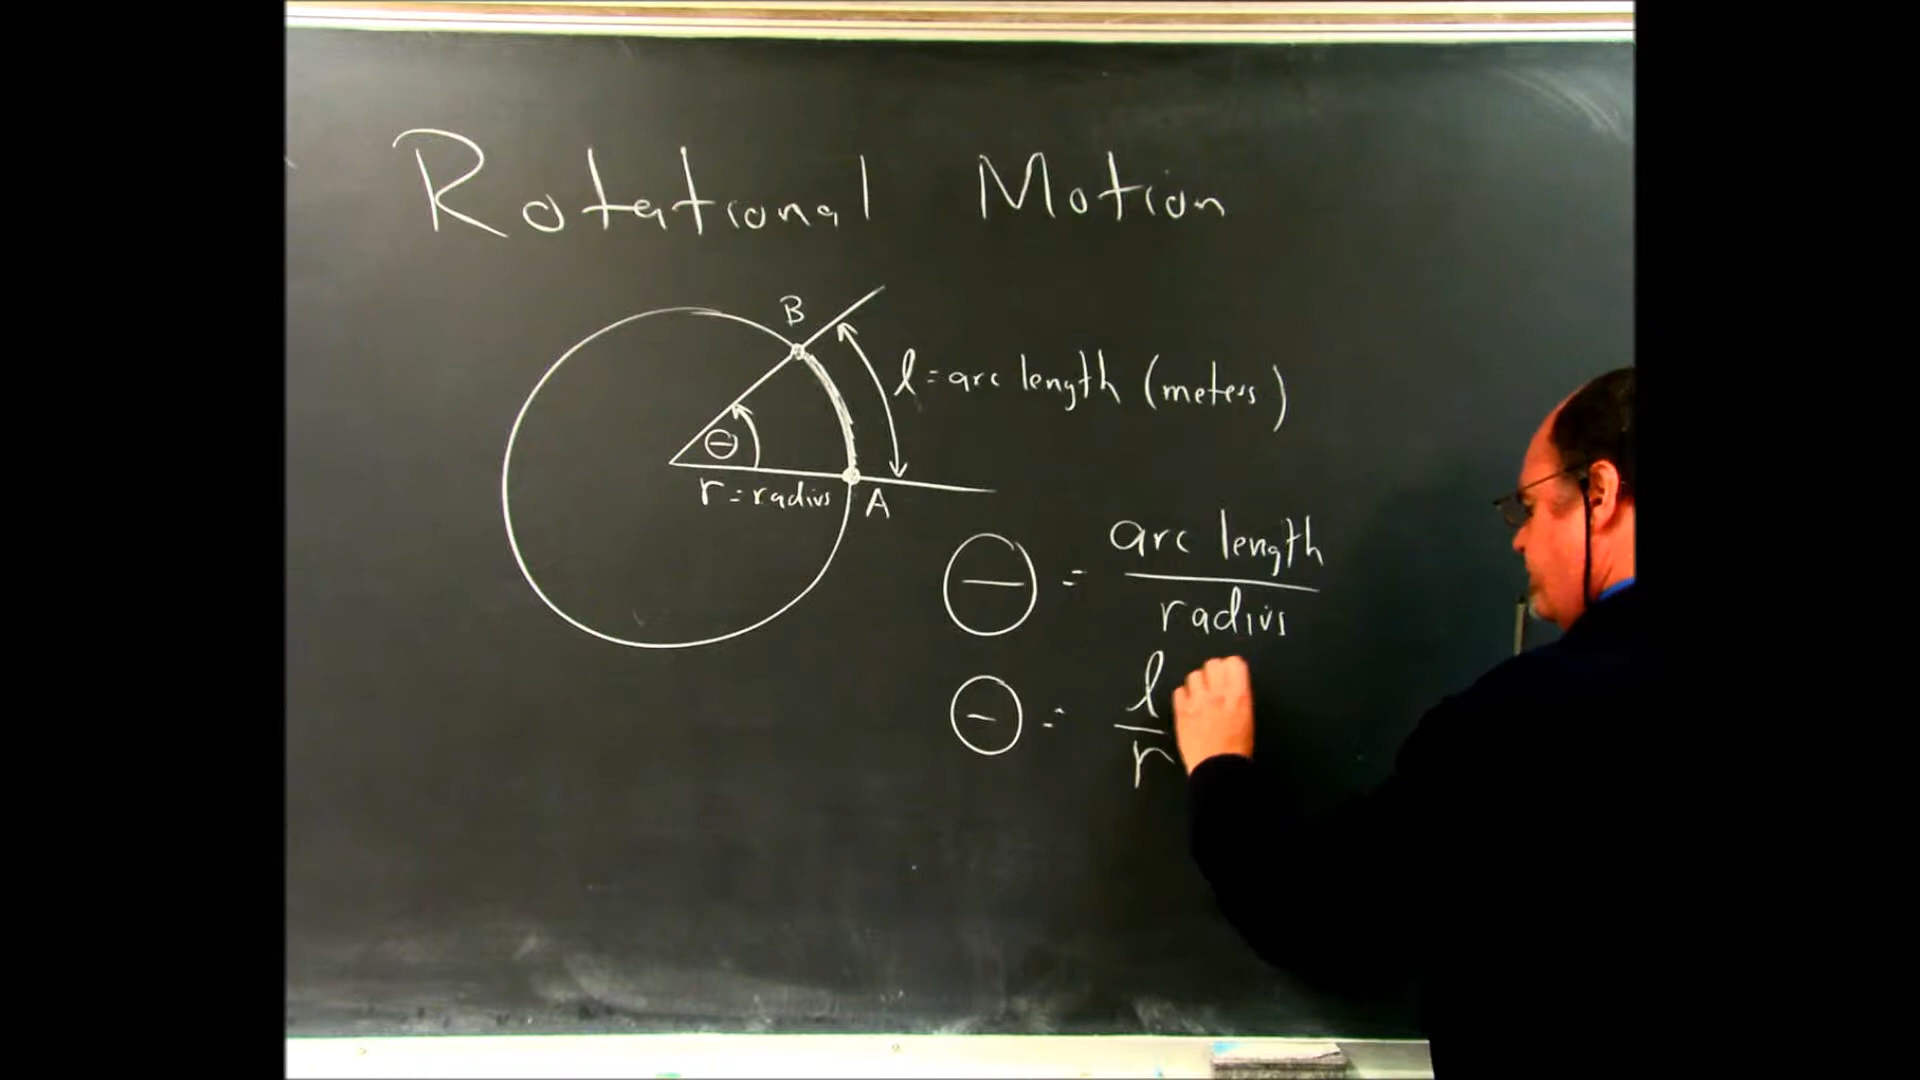 Rotational Motion
B
l = arc length (meters)
Θ
r = radius
A
Θ = arc length / radius
Θ = l / r